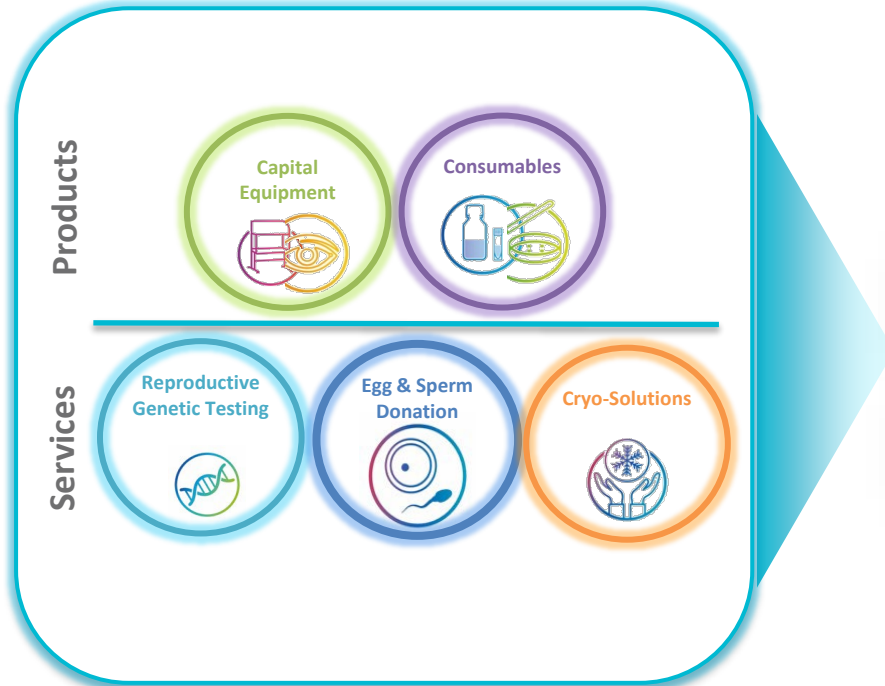 Products
Capital
Equipment
Consumables
Services
Reproductive
Genetic Testing
Egg & Sperm
Donation
Cryo-Solutions